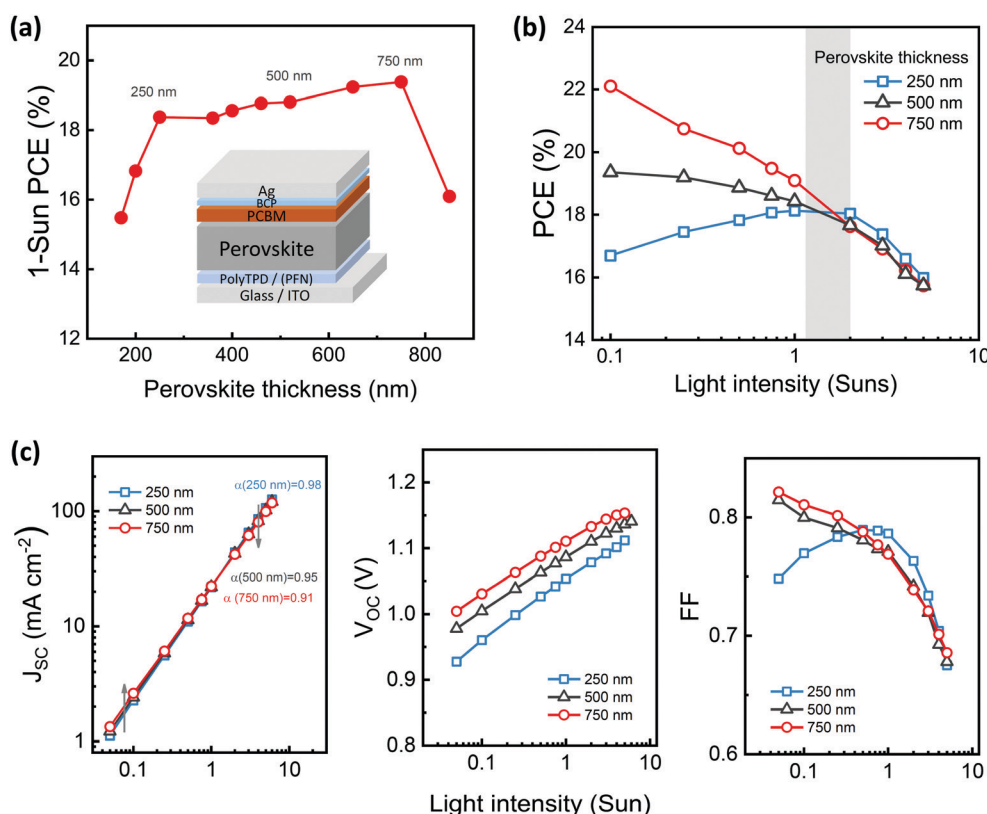 (a)
1-Sun PCE (%)
20
18
16
14
12
250 nm
500 nm
750 nm
Ag
BCP
PCBM
Perovskite
PolyTPD / (PFN)
Glass / ITO
200
400
600
800
Perovskite thickness (nm)
(b)
PCE (%)
24
22
20
18
16
14
Perovskite thickness
250 nm
500 nm
750 nm
0.1
1
10
Light intensity (Suns)
(c)
JSC (mA cm⁻²)
100
10
1
250 nm
500 nm
750 nm
α(250 nm)=0.98
α(500 nm)=0.95
α (750 nm)=0.91
0.1
1
10
VOC (V)
1.2
1.1
1.0
0.9
0.8
250 nm
500 nm
750 nm
0.1
1
10
Light intensity (Sun)
FF
0.8
0.7
0.6
250 nm
500 nm
750 nm
0.1
1
10